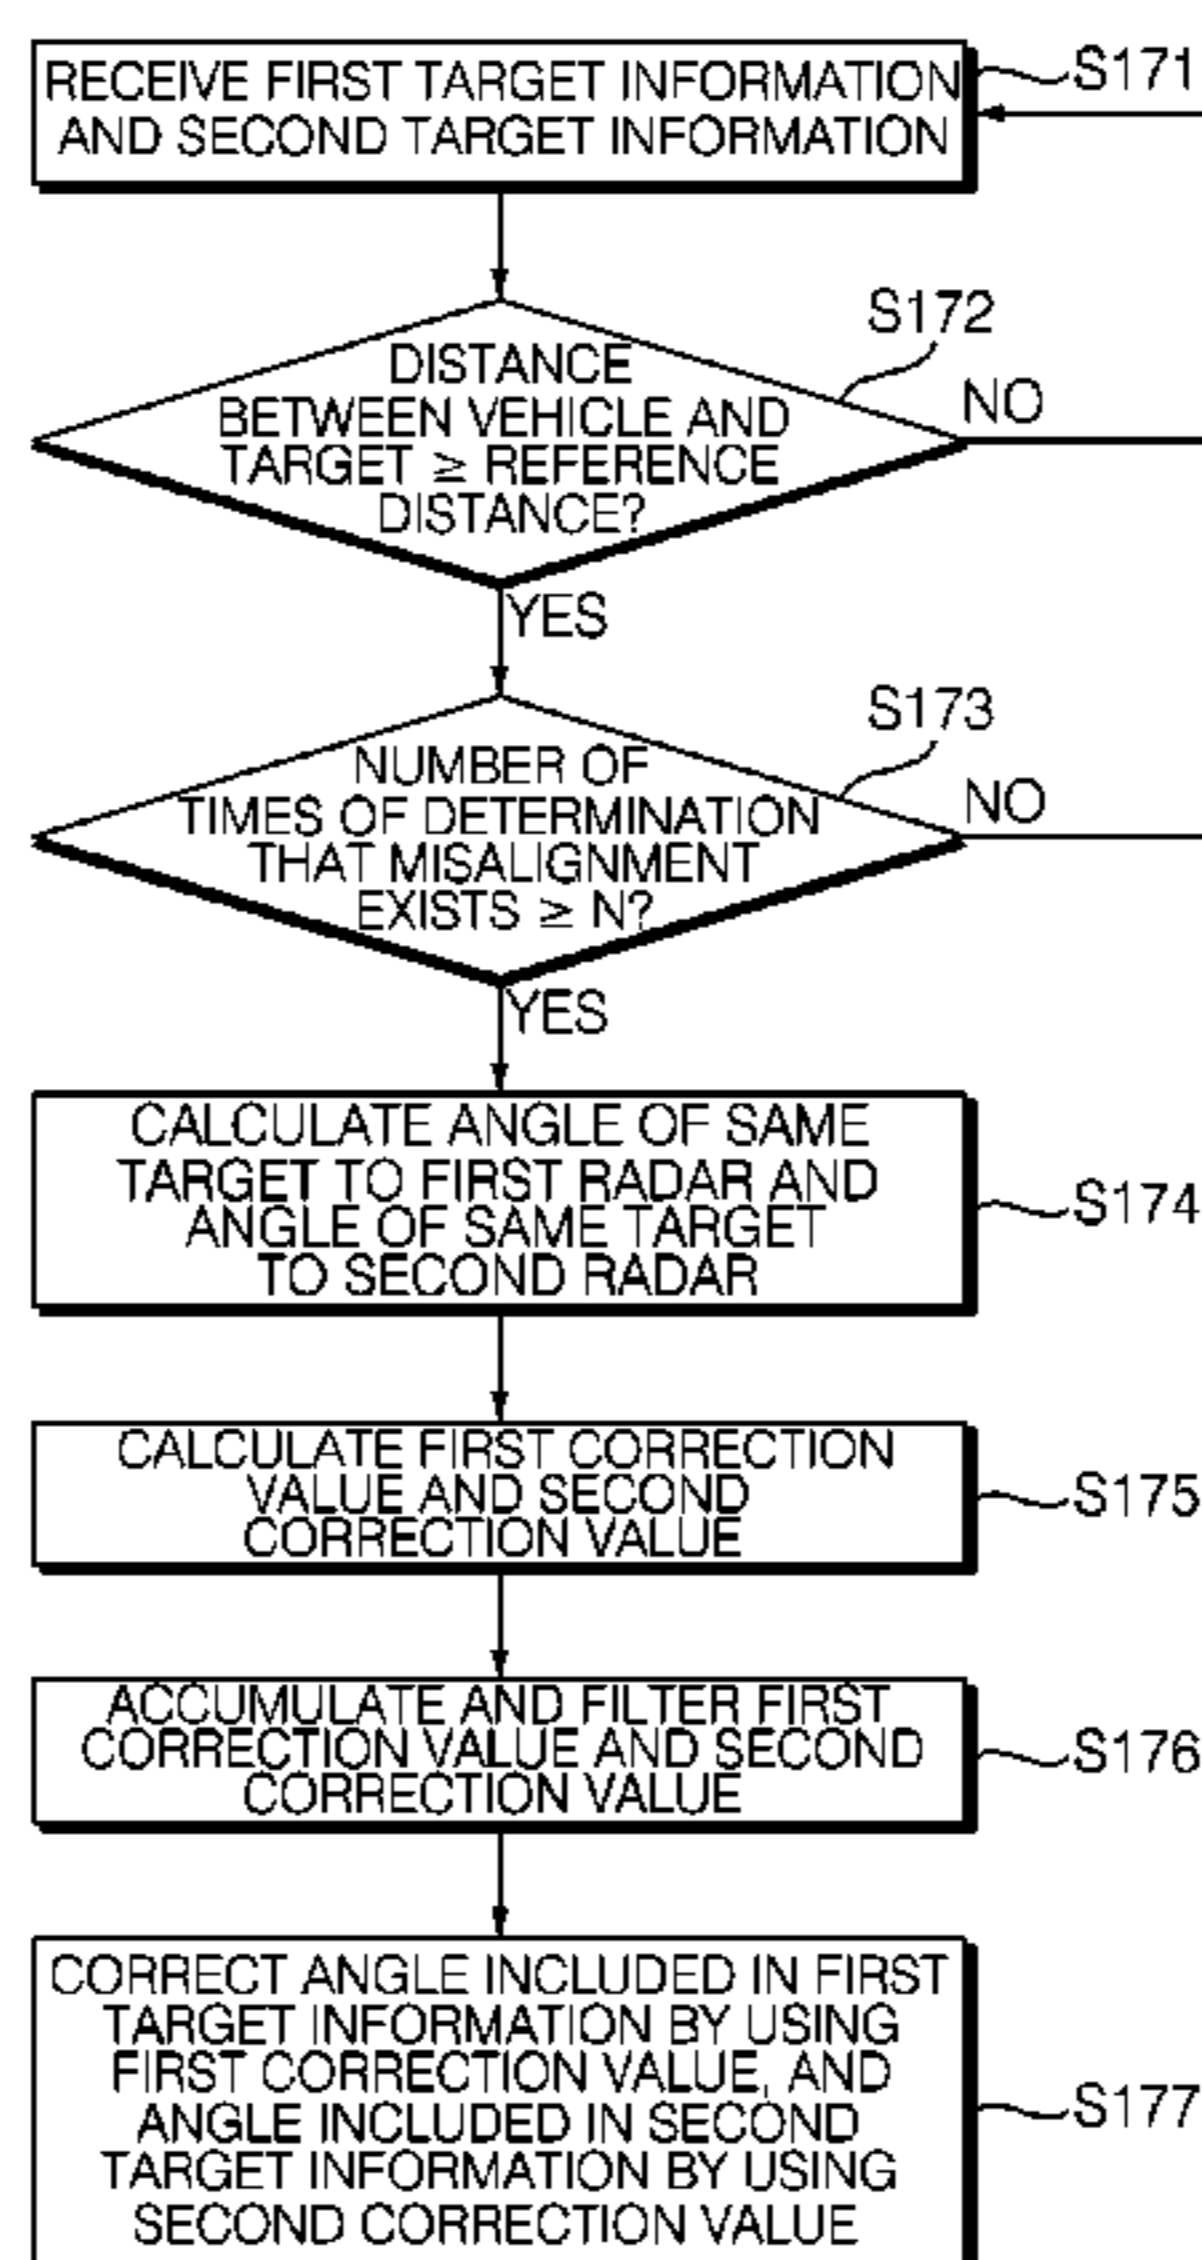 RECEIVE FIRST TARGET INFORMATION
AND SECOND TARGET INFORMATION
S171
DISTANCE
BETWEEN VEHICLE AND
TARGET ≥ REFERENCE
DISTANCE?
S172
NO
YES
NUMBER OF
TIMES OF DETERMINATION
THAT MISALIGNMENT
EXISTS ≥ N?
S173
NO
YES
CALCULATE ANGLE OF SAME
TARGET TO FIRST RADAR AND
ANGLE OF SAME TARGET
TO SECOND RADAR
S174
CALCULATE FIRST CORRECTION
VALUE AND SECOND
CORRECTION VALUE
S175
ACCUMULATE AND FILTER FIRST
CORRECTION VALUE AND SECOND
CORRECTION VALUE
S176
CORRECT ANGLE INCLUDED IN FIRST
TARGET INFORMATION BY USING
FIRST CORRECTION VALUE, AND
ANGLE INCLUDED IN SECOND
TARGET INFORMATION BY USING
SECOND CORRECTION VALUE
S177